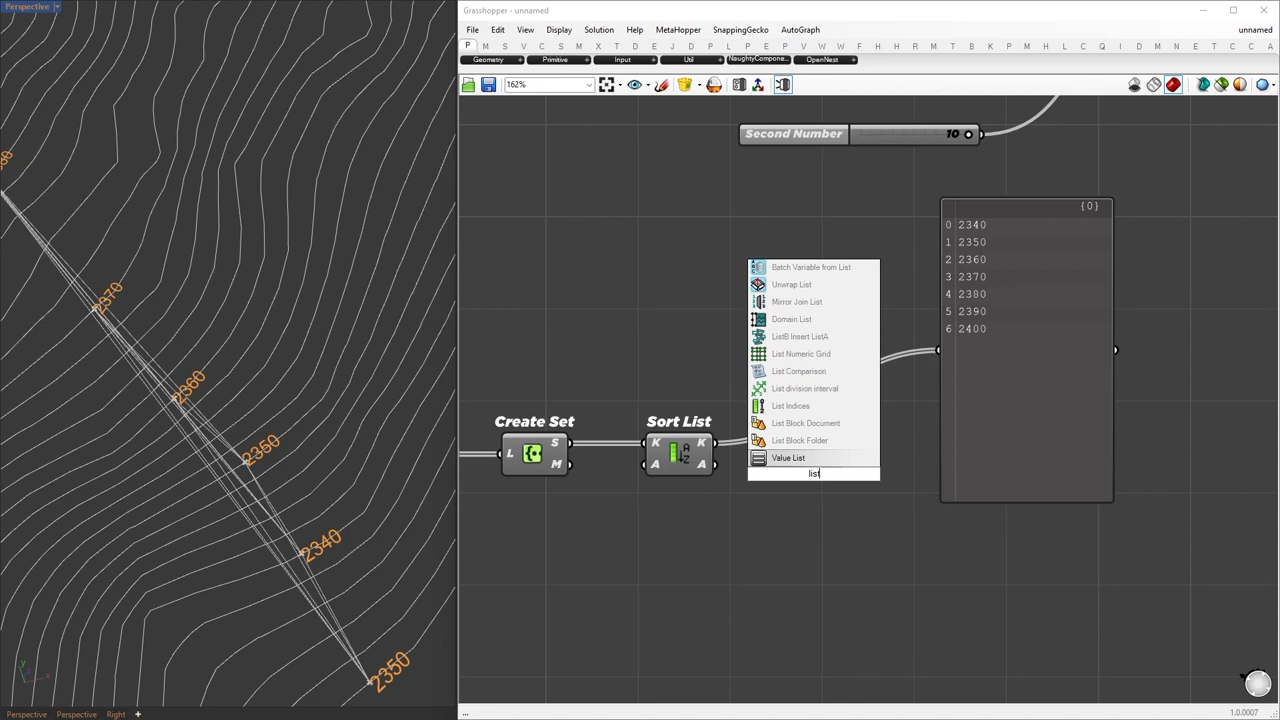 Perspective
2370
2360
2350
2340
2350
Perspective Perspective Right +
Grasshopper - unnamed
File Edit View Display Solution Help MetaHopper SnappingGecko AutoGraph
unnamed
P M S V C S M I D W K P T U H B E F A L D P L V P E D P L V W W U F H K B M T D F K C L O Q S A
Geometry + Primitive + Input + Util + NaughtyCompone... + OpenNest +
162%
Second Number 10
{0}
0 2340
1 2350
2 2360
3 2370
4 2380
5 2390
6 2400
Batch Variable from List
Unwrap List
Mirror Join List
Domain List
ListB Insert ListA
List Numeric Grid
List Comparison
List division interval
List Indices
List Block Document
List Block Folder
Value List
list
Create Set
L S M
Sort List
K A K A
...
1.0.0007